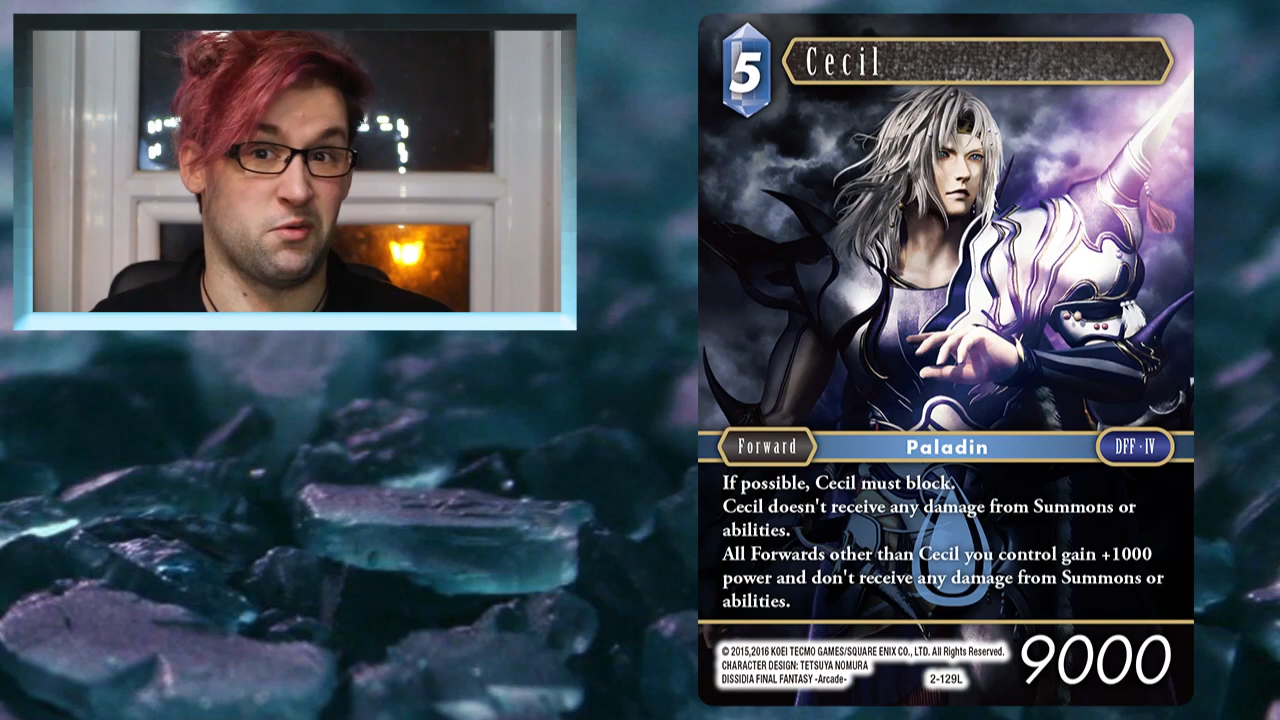 5
Cecil
Forward
Paladin
DFF · IV
If possible, Cecil must block.
Cecil doesn't receive any damage from Summons or
abilities.
All Forwards other than Cecil you control gain +1000
power and don't receive any damage from Summons or
abilities.
© 2015,2016 KOEI TECMO GAMES/SQUARE ENIX CO., LTD. All Rights Reserved.
CHARACTER DESIGN: TETSUYA NOMURA
DISSIDIA FINAL FANTASY -Arcade-
2-129L
9000